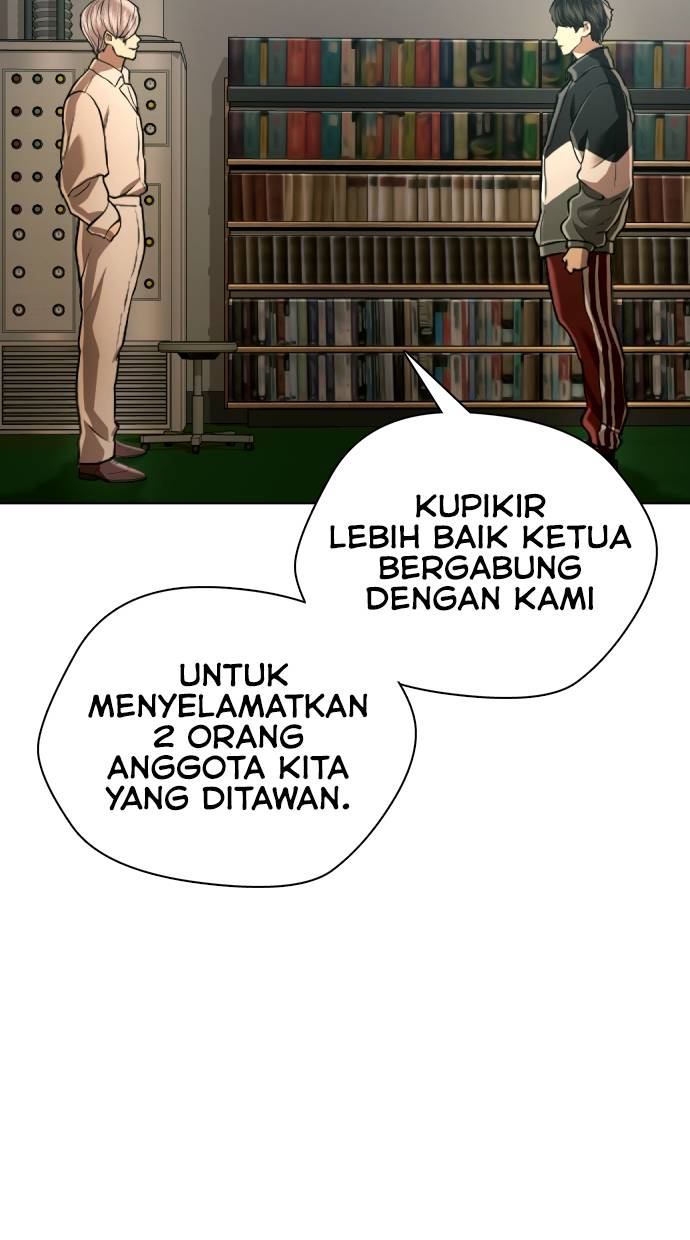 KUPIKIR
LEBIH BAIK KETUA
BERGABUNG
DENGAN KAMI
UNTUK
MENYELAMATKAN
2 ORANG
ANGGOTA KITA
YANG DITAWAN.